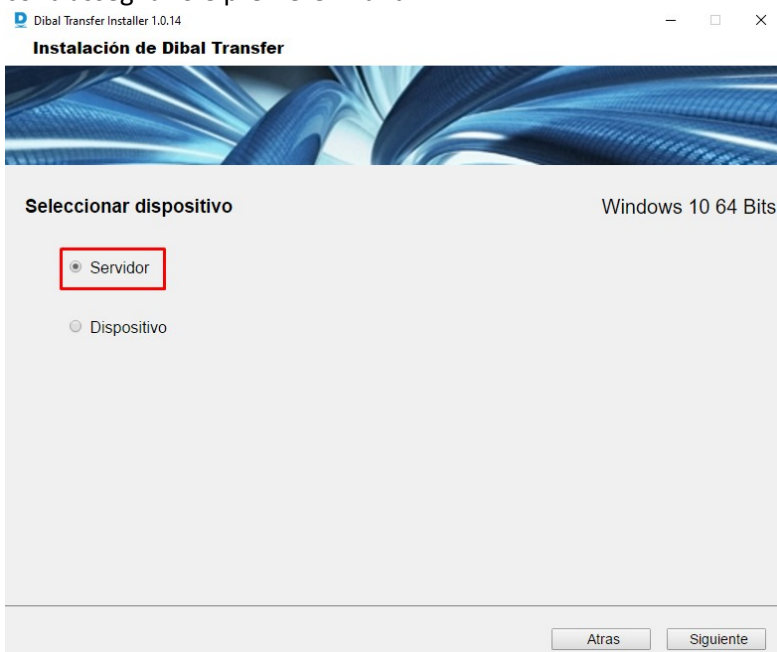 Dibal Transfer Installer 1.0.14
Instalación de Dibal Transfer
Seleccionar dispositivo
Windows 10 64 Bits
Servidor
Dispositivo
Atras
Siguiente